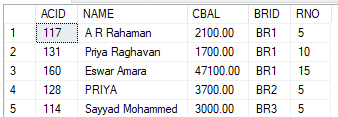 ACID NAME CBAL BRID RNO
1 117 A R Rahaman 2100.00 BR1 5
2 131 Priya Raghavan 1700.00 BR1 10
3 160 Eswar Amara 47100.00 BR1 15
4 128 PRIYA 3700.00 BR2 5
5 114 Sayyad Mohammed 3000.00 BR3 5